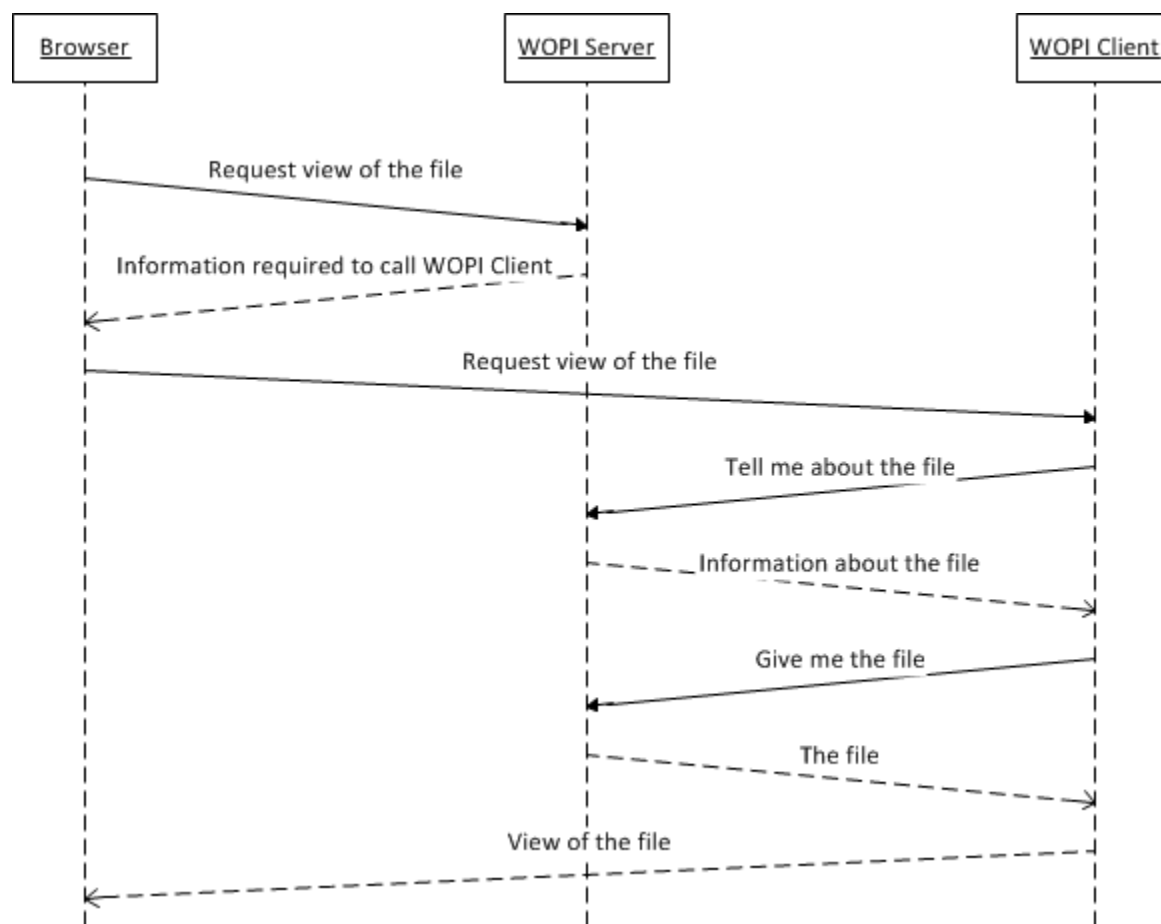 Browser
WOPI Server
WOPI Client
Request view of the file
Information required to call WOPI Client
Request view of the file
Tell me about the file
Information about the file
Give me the file
The file
View of the file